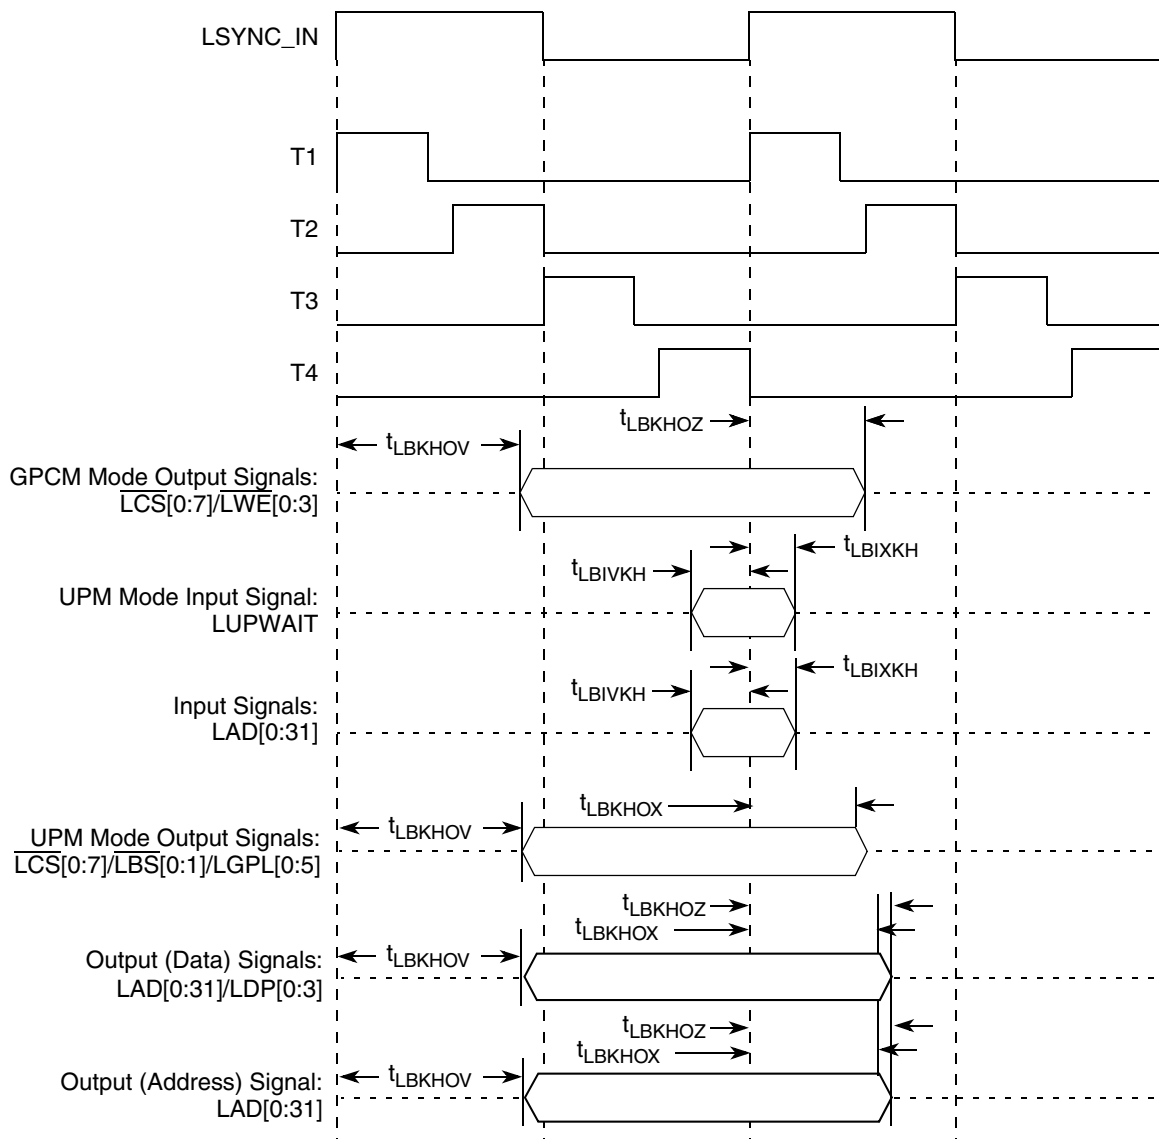 LSYNC_IN
T1
T2
T3
T4
tLBKHOZ
tLBKHOV
GPCM Mode Output Signals:
LCS[0:7]/LWE[0:3]
tLBIXKH
tLBIVKH
UPM Mode Input Signal:
LUPWAIT
tLBIXKH
tLBIVKH
Input Signals:
LAD[0:31]
tLBKHOX
tLBKHOV
UPM Mode Output Signals:
LCS[0:7]/LBS[0:1]/LGPL[0:5]
tLBKHOZ
tLBKHOX
tLBKHOV
Output (Data) Signals:
LAD[0:31]/LDP[0:3]
tLBKHOZ
tLBKHOX
tLBKHOV
Output (Address) Signal:
LAD[0:31]